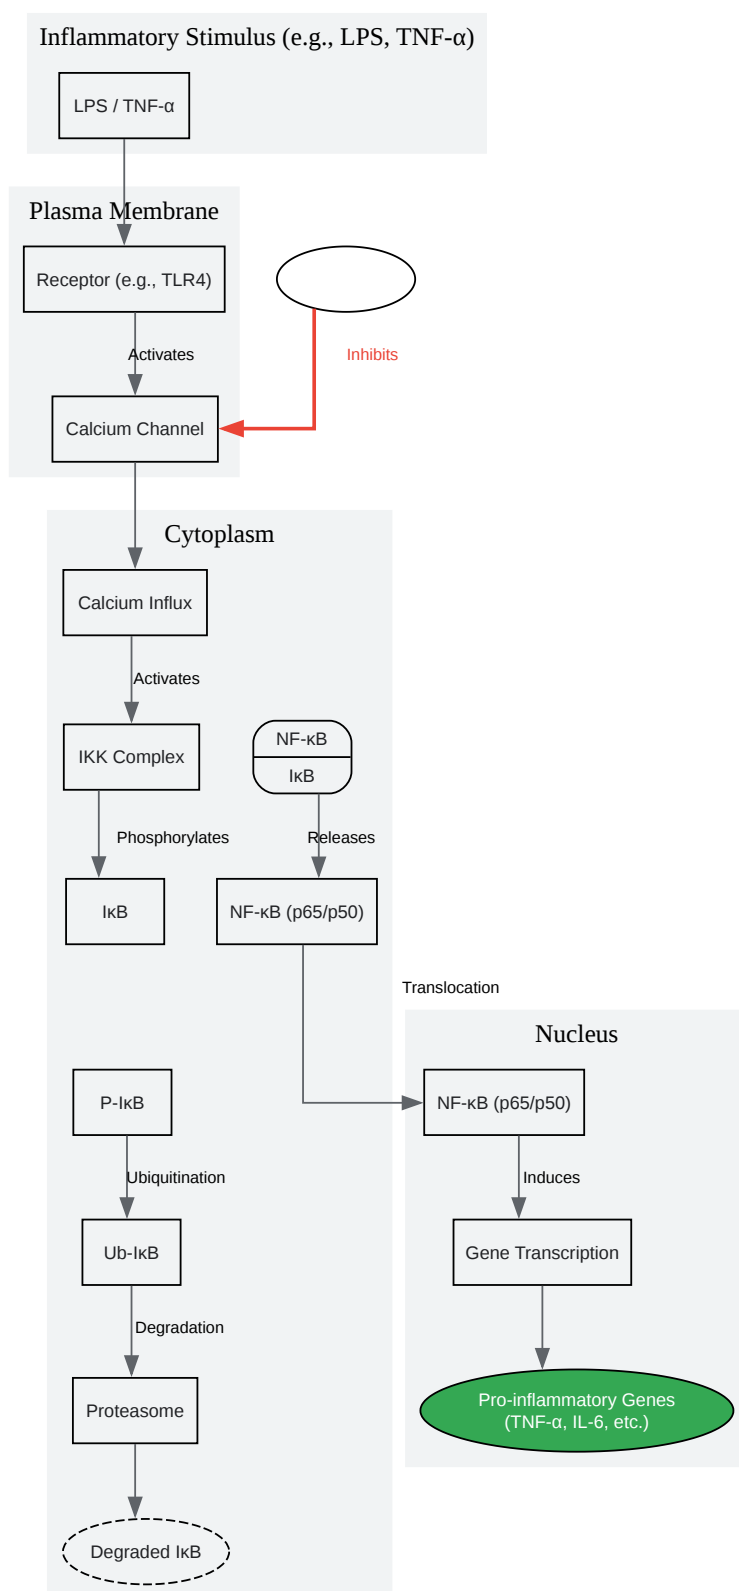 Inflammatory Stimulus (e.g., LPS, TNF-α)
LPS / TNF-α
Plasma Membrane
Receptor (e.g., TLR4)
Activates
Inhibits
Calcium Channel
Cytoplasm
Calcium Influx
Activates
IKK Complex
NF-κB
IκB
Phosphorylates
Releases
IκB
NF-κB (p65/p50)
Translocation
Nucleus
P-IκB
NF-κB (p65/p50)
Ubiquitination
Induces
Ub-IκB
Gene Transcription
Degradation
Proteasome
Pro-inflammatory Genes
(TNF-α, IL-6, etc.)
Degraded IκB